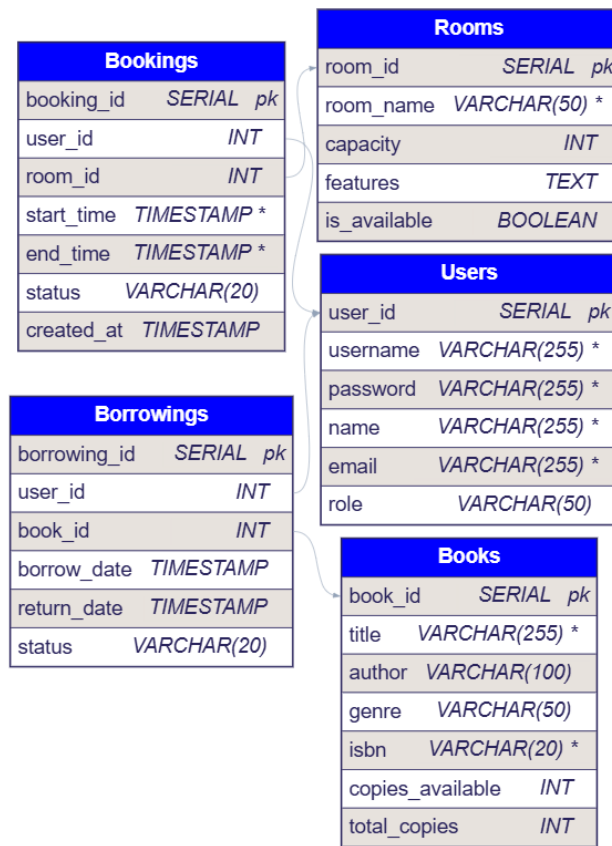 Bookings
booking_id SERIAL pk
user_id INT
room_id INT
start_time TIMESTAMP *
end_time TIMESTAMP *
status VARCHAR(20)
created_at TIMESTAMP
Rooms
room_id SERIAL pk
room_name VARCHAR(50) *
capacity INT
features TEXT
is_available BOOLEAN
Users
user_id SERIAL pk
username VARCHAR(255) *
password VARCHAR(255) *
name VARCHAR(255) *
email VARCHAR(255) *
role VARCHAR(50)
Borrowings
borrowing_id SERIAL pk
user_id INT
book_id INT
borrow_date TIMESTAMP
return_date TIMESTAMP
status VARCHAR(20)
Books
book_id SERIAL pk
title VARCHAR(255) *
author VARCHAR(100)
genre VARCHAR(50)
isbn VARCHAR(20) *
copies_available INT
total_copies INT